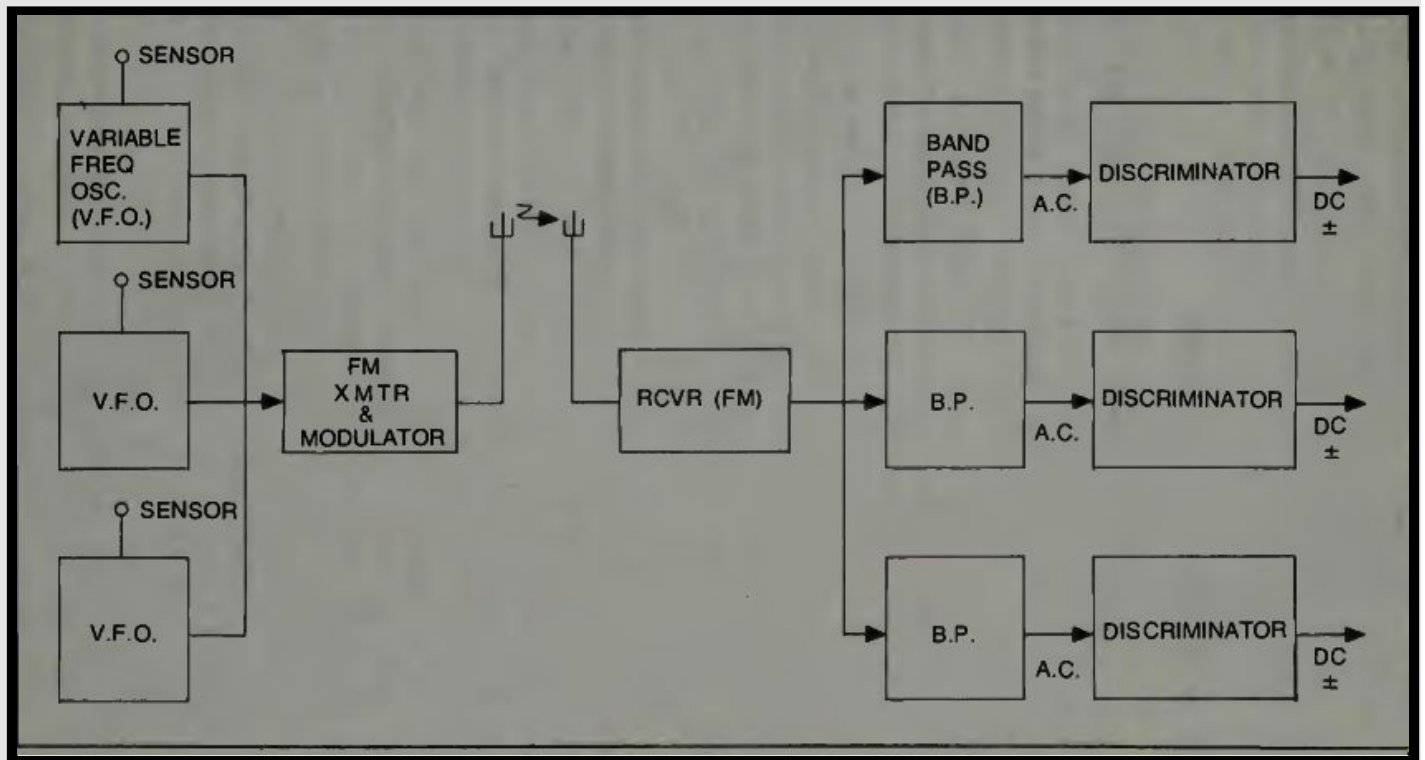 SENSOR
VARIABLE
FREQ
OSC.
(V.F.O.)
SENSOR
V.F.O.
SENSOR
V.F.O.
FM
XMTR
&
MODULATOR
RCVR (FM)
BAND
PASS
(B.P.)
A.C.
DISCRIMINATOR
DC
±
B.P.
A.C.
DISCRIMINATOR
DC
±
B.P.
A.C.
DISCRIMINATOR
DC
±